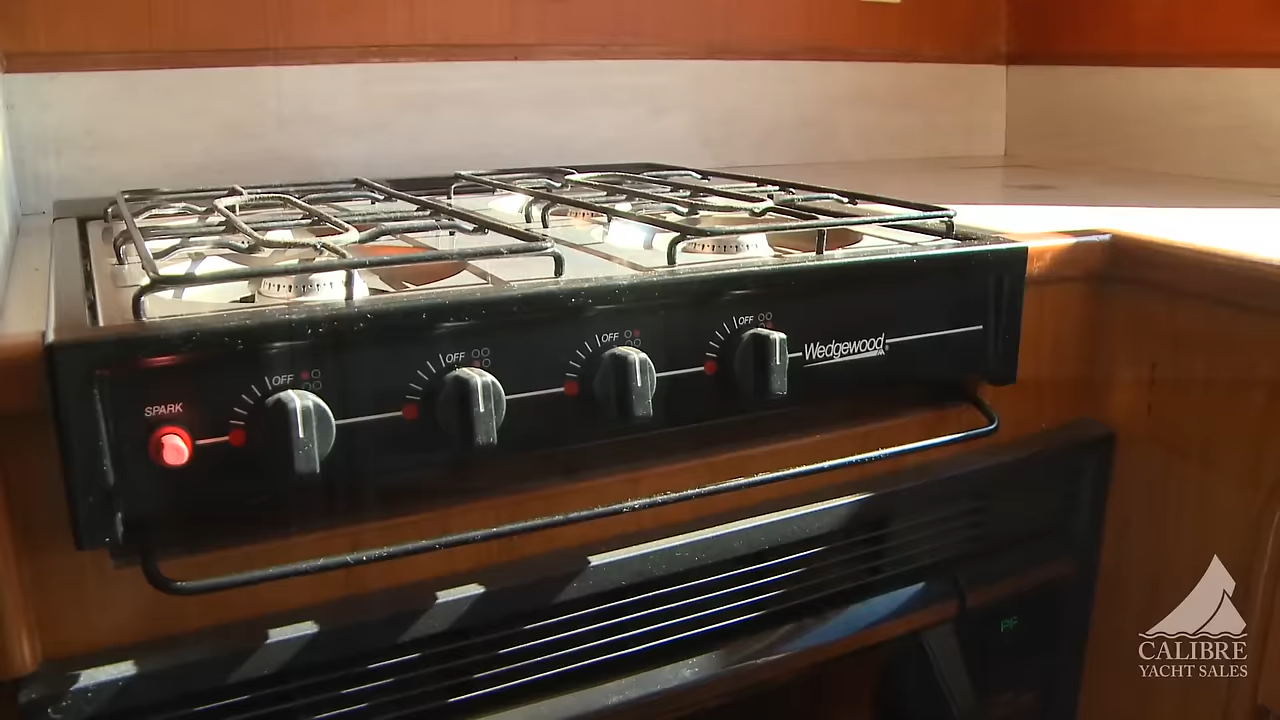 SPARK
OFF
OFF
OFF
OFF
Wedgewood
CALIBRE
YACHT SALES